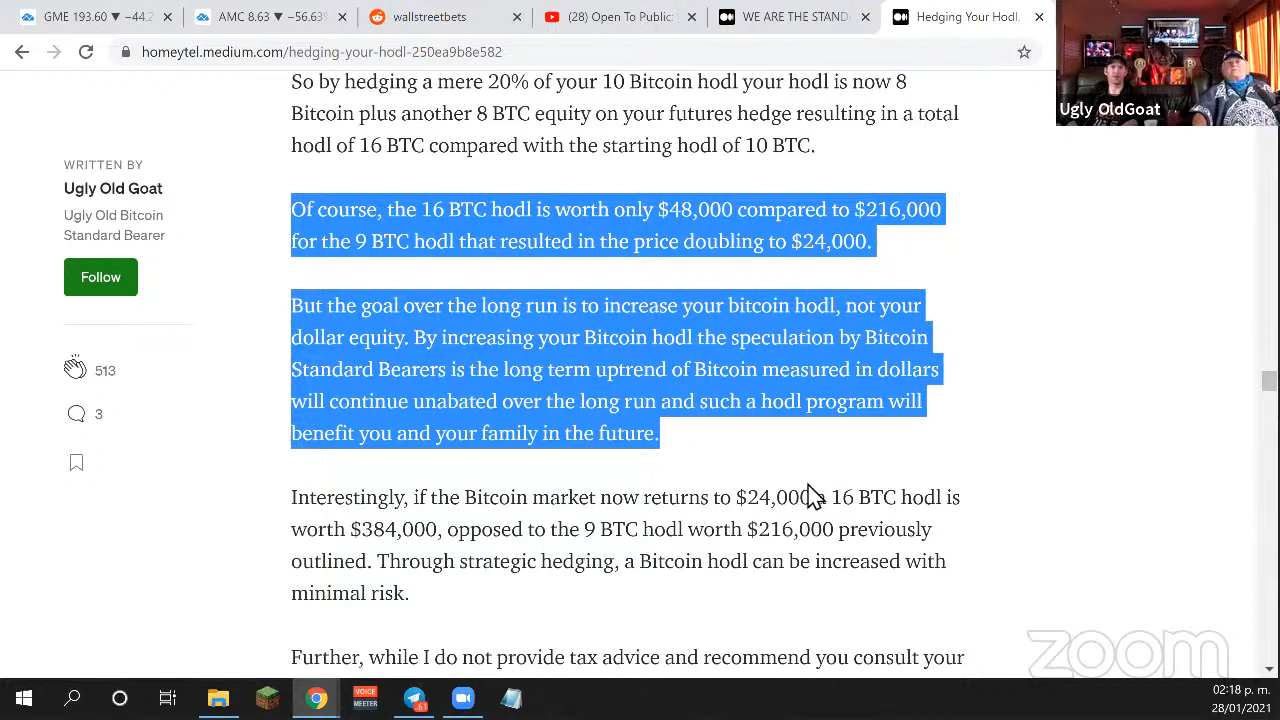 GME 193.60 ▼ -44.2
AMC 8.63 ▼ -56.63%
wallstreetbets
(28) Open To Public:
WE ARE THE STAND
Hedging Your Hodl.
homeytel.medium.com/hedging-your-hodl-250ea9b6e582
Ugly OldGoat
So by hedging a mere 20% of your 10 Bitcoin hodl your hodl is now 8
Bitcoin plus another 8 BTC equity on your futures hedge resulting in a total
hodl of 16 BTC compared with the starting hodl of 10 BTC.
WRITTEN BY
Ugly Old Goat
Ugly Old Bitcoin
Standard Bearer
Follow
513
3
Of course, the 16 BTC hodl is worth only $48,000 compared to $216,000
for the 9 BTC hodl that resulted in the price doubling to $24,000.
But the goal over the long run is to increase your bitcoin hodl, not your
dollar equity. By increasing your Bitcoin hodl the speculation by Bitcoin
Standard Bearers is the long term uptrend of Bitcoin measured in dollars
will continue unabated over the long run and such a hodl program will
benefit you and your family in the future.
Interestingly, if the Bitcoin market now returns to $24,000 16 BTC hodl is
worth $384,000, opposed to the 9 BTC hodl worth $216,000 previously
outlined. Through strategic hedging, a Bitcoin hodl can be increased with
minimal risk.
Further, while I do not provide tax advice and recommend you consult your
zoom
VOICE
MEETER
61
02:18 p. m.
28/01/2021